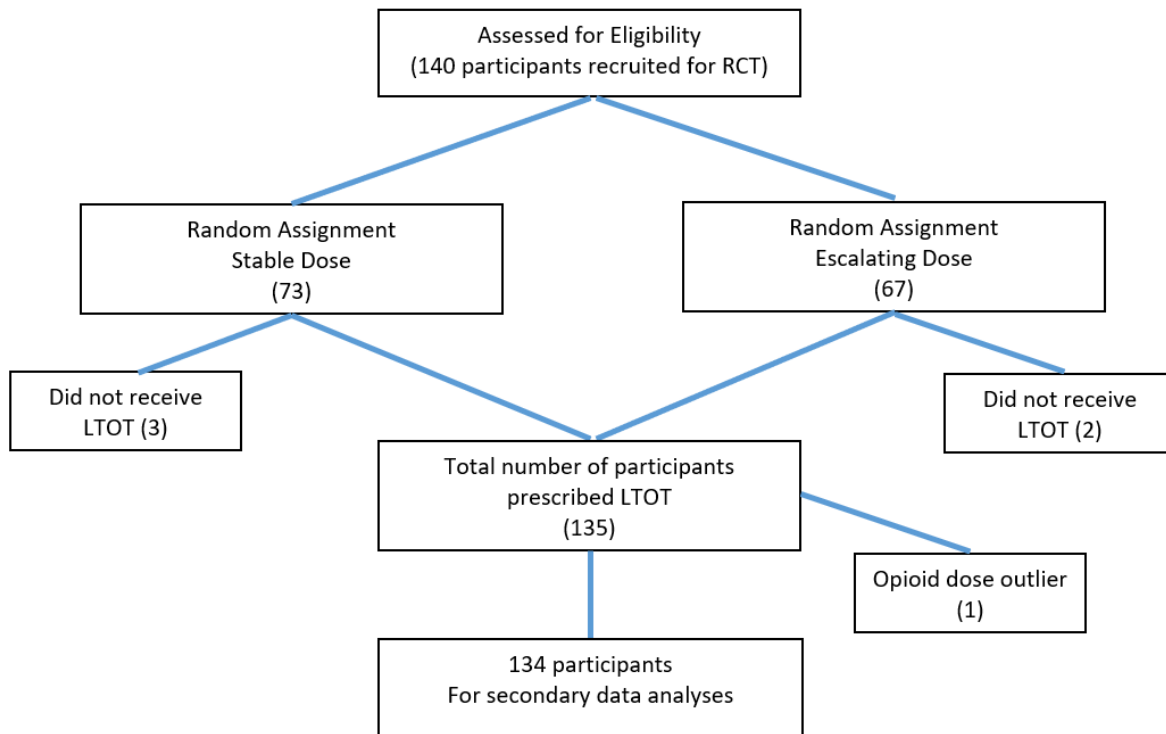 Assessed for Eligibility
(140 participants recruited for RCT)
Random Assignment
Stable Dose
(73)
Random Assignment
Escalating Dose
(67)
Did not receive
LTOT (3)
Did not receive
LTOT (2)
Total number of participants
prescribed LTOT
(135)
Opioid dose outlier
(1)
134 participants
For secondary data analyses